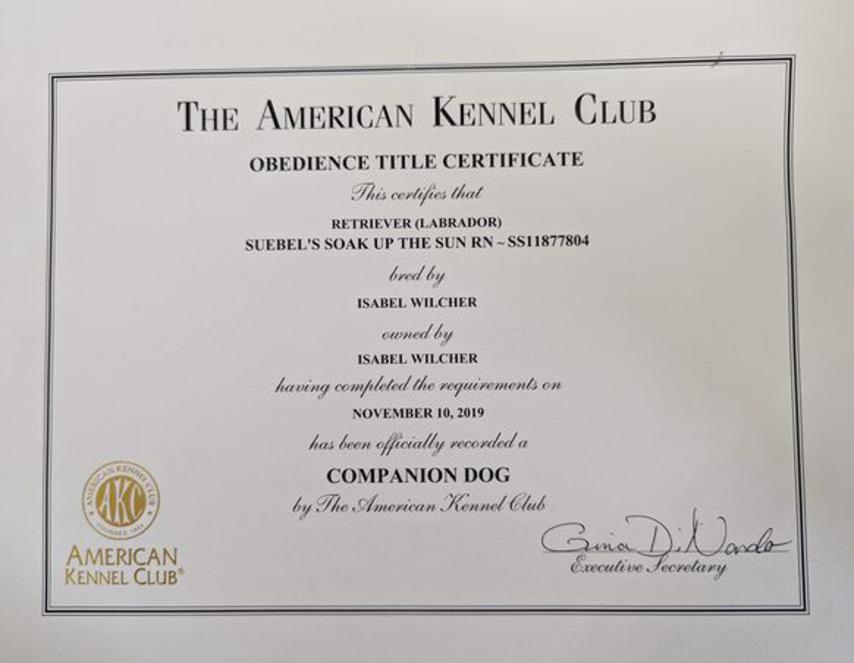 THE AMERICAN KENNEL CLUB
OBEDIENCE TITLE CERTIFICATE
This certifies that
RETRIEVER (LABRADOR)
SUEBEL'S SOAK UP THE SUN RN ~ SS11877804
bred by
ISABEL WILCHER
owned by
ISABEL WILCHER
having completed the requirements on
NOVEMBER 10, 2019
has been officially recorded a
COMPANION DOG
by The American Kennel Club
AMERICAN KENNEL CLUB
AKC
FOUNDED 1884
AMERICAN
KENNEL CLUB®
Gina DiNardo
Executive Secretary